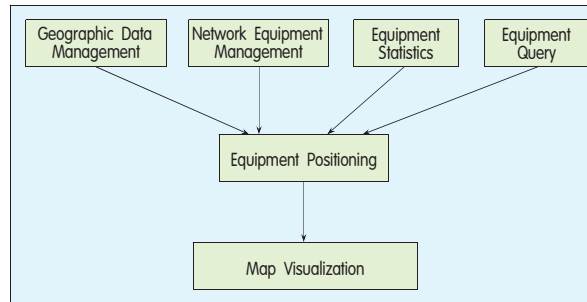 Geographic Data
Management
Network Equipment
Management
Equipment
Statistics
Equipment
Query
Equipment Positioning
Map Visualization